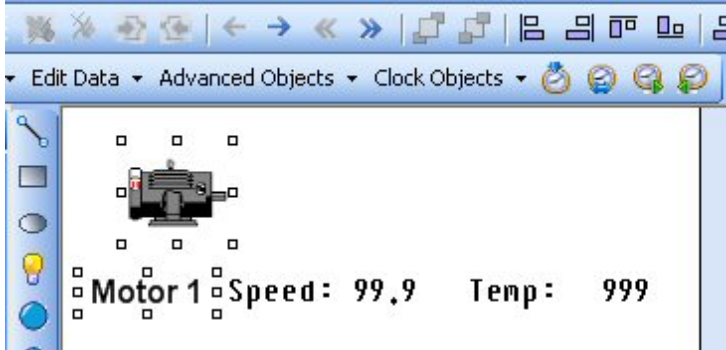 Edit Data Advanced Objects Clock Objects
Motor 1 Speed: 99.9 Temp: 999